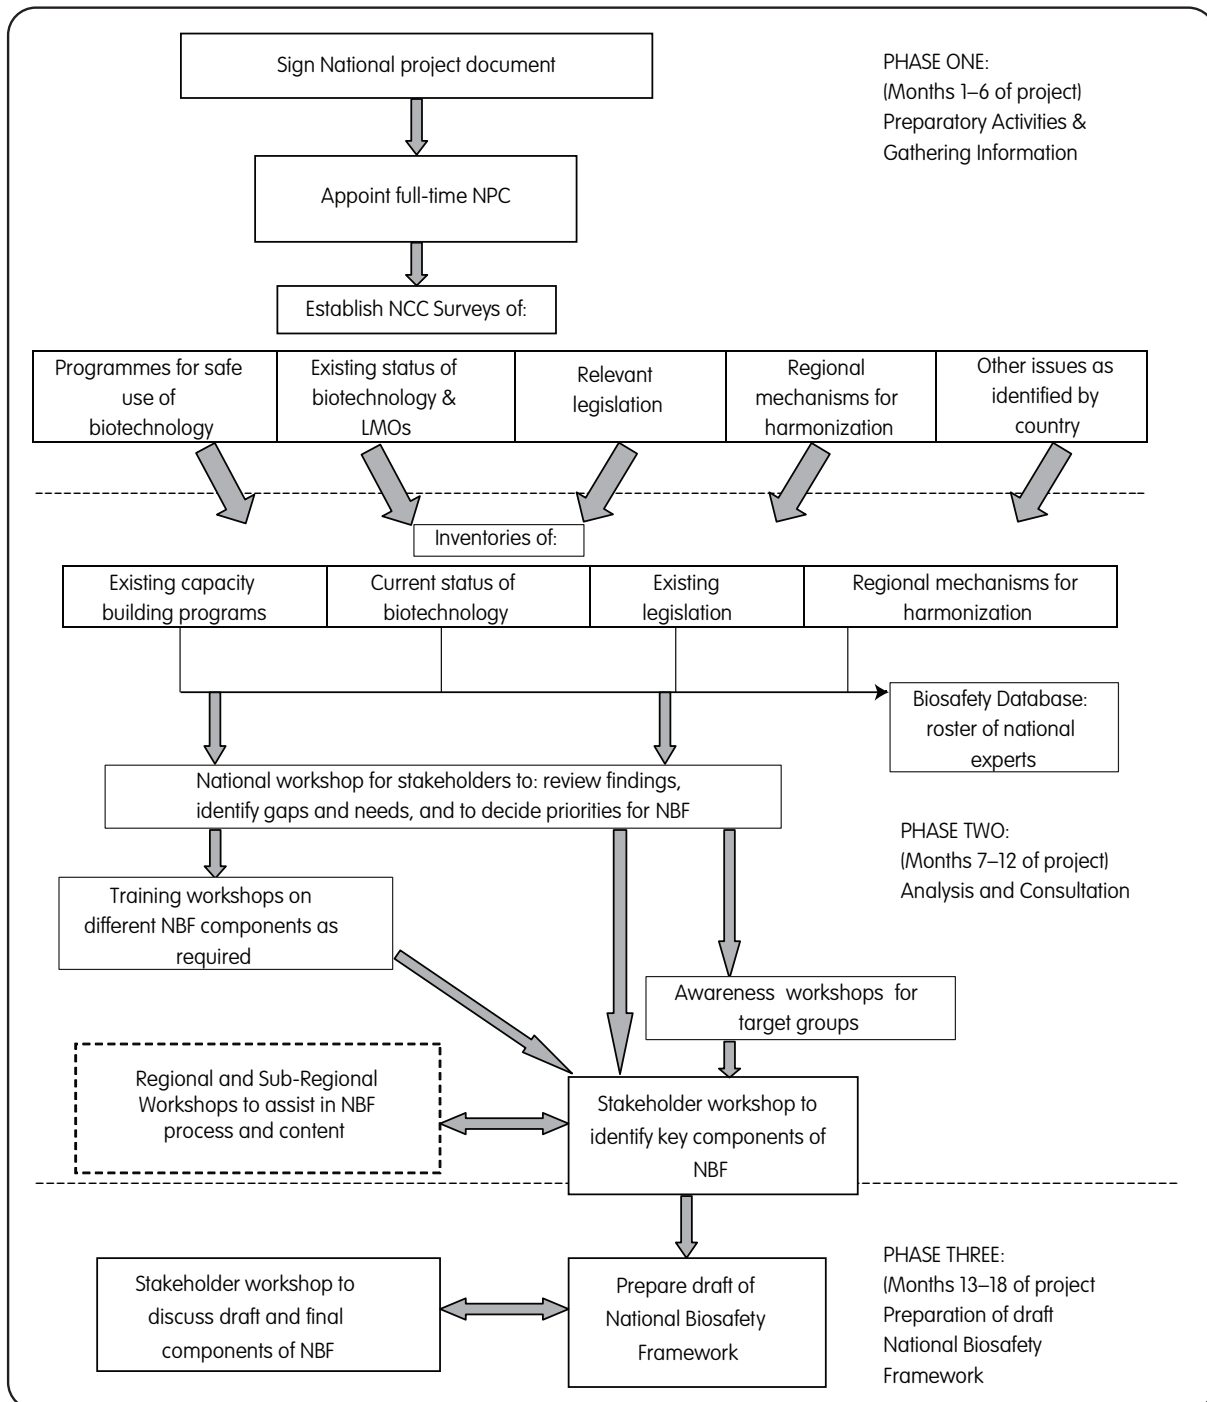 Sign National project document
PHASE ONE:
(Months 1–6 of project)
Preparatory Activities &
Gathering Information
Appoint full-time NPC
Establish NCC Surveys of:
Programmes for safe
use of
biotechnology
Existing status of
biotechnology &
LMOs
Relevant
legislation
Regional
mechanisms for
harmonization
Other issues as
identified by
country
Inventories of:
Existing capacity
building programs
Current status of
biotechnology
Existing
legislation
Regional mechanisms for
harmonization
Biosafety Database:
roster of national
experts
National workshop for stakeholders to: review findings,
identify gaps and needs, and to decide priorities for NBF
PHASE TWO:
(Months 7–12 of project)
Analysis and Consultation
Training workshops on
different NBF components as
required
Awareness workshops for
target groups
Regional and Sub-Regional
Workshops to assist in NBF
process and content
Stakeholder workshop to
identify key components of
NBF
PHASE THREE:
(Months 13–18 of project
Preparation of draft
National Biosafety
Framework
Stakeholder workshop to
discuss draft and final
components of NBF
Prepare draft of
National Biosafety
Framework